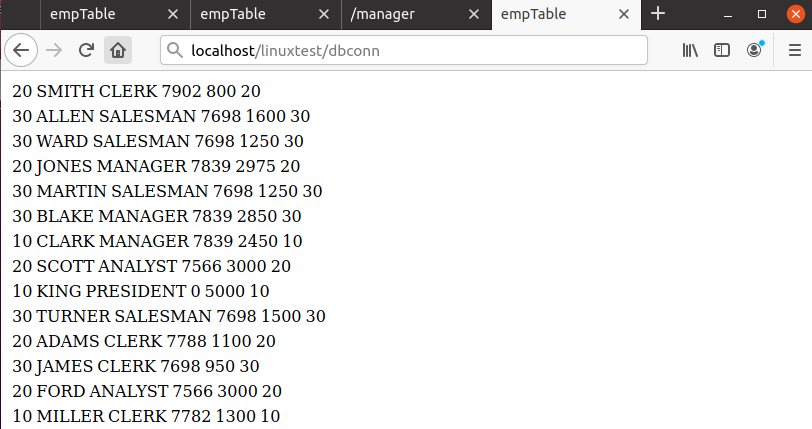 empTable empTable /manager empTable
localhost/linuxtest/dbconn
20 SMITH CLERK 7902 800 20
30 ALLEN SALESMAN 7698 1600 30
30 WARD SALESMAN 7698 1250 30
20 JONES MANAGER 7839 2975 20
30 MARTIN SALESMAN 7698 1250 30
30 BLAKE MANAGER 7839 2850 30
10 CLARK MANAGER 7839 2450 10
20 SCOTT ANALYST 7566 3000 20
10 KING PRESIDENT 0 5000 10
30 TURNER SALESMAN 7698 1500 30
20 ADAMS CLERK 7788 1100 20
30 JAMES CLERK 7698 950 30
20 FORD ANALYST 7566 3000 20
10 MILLER CLERK 7782 1300 10